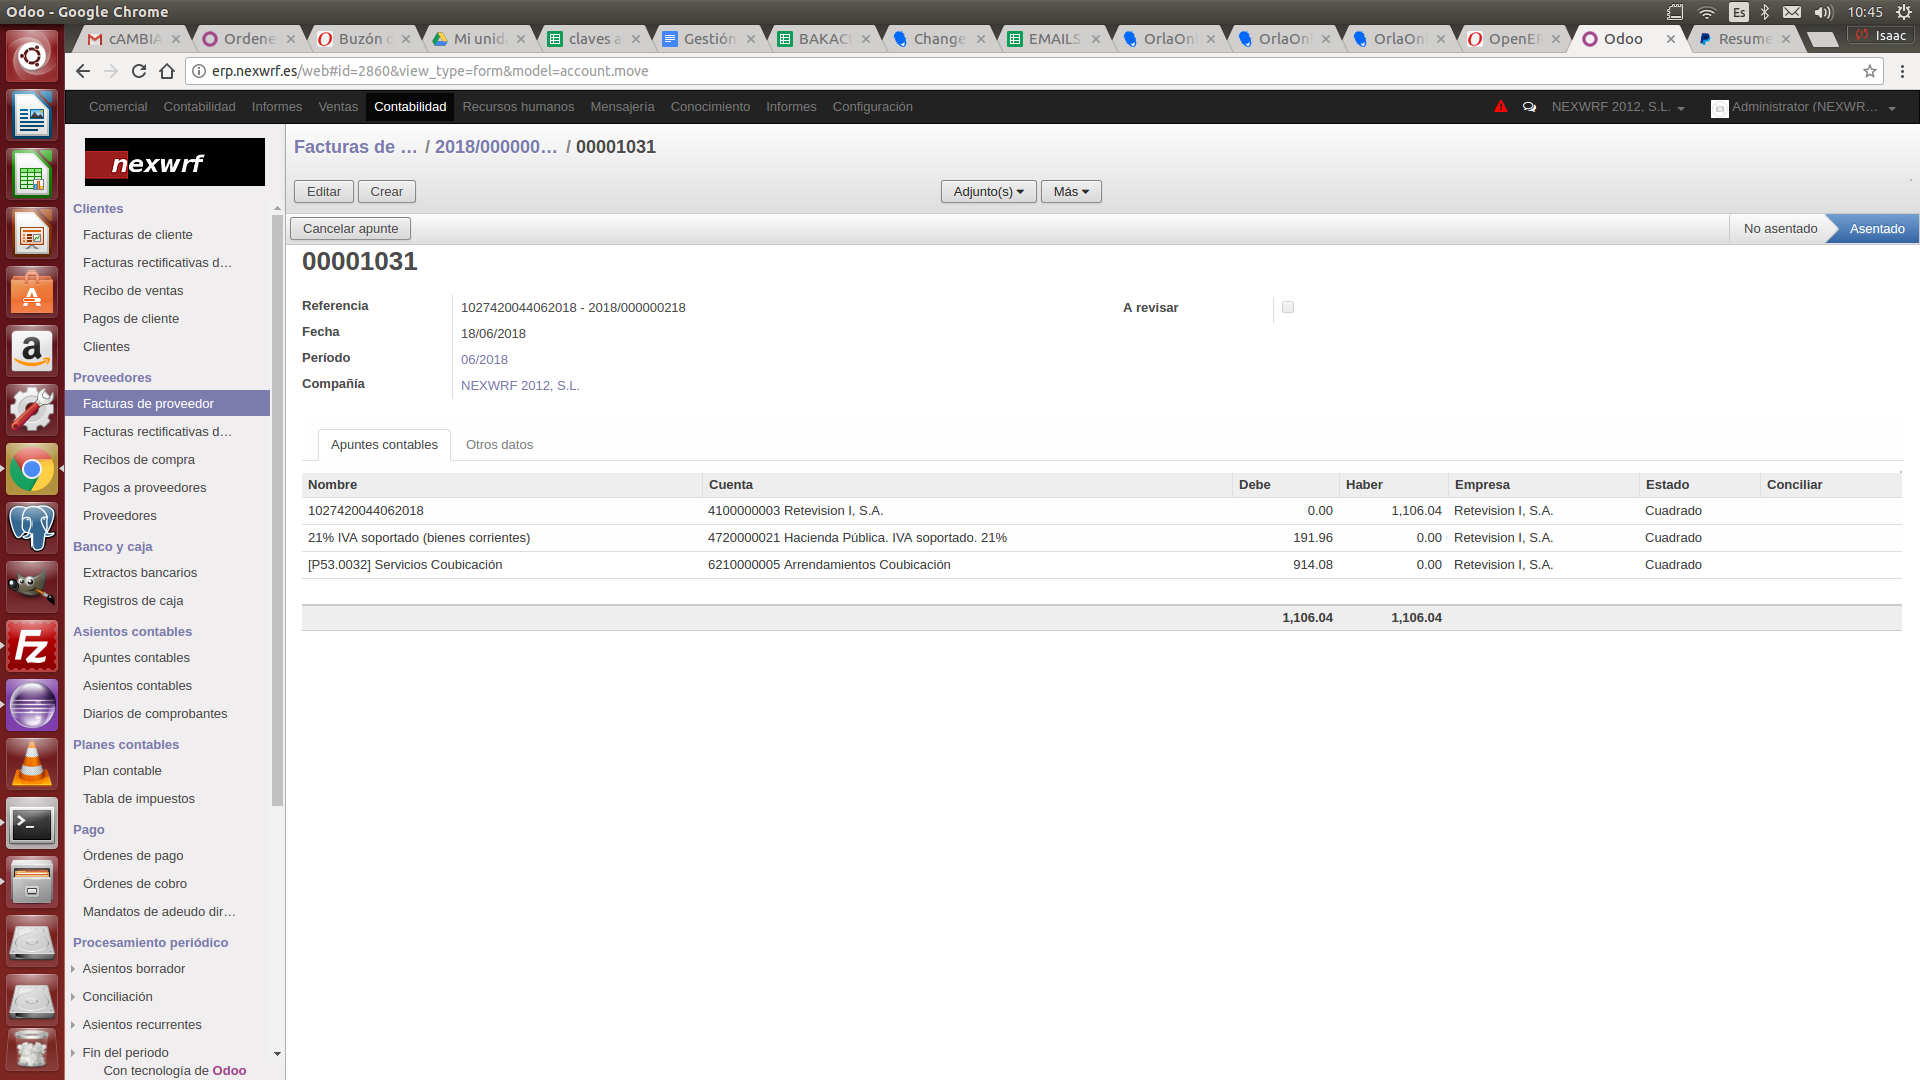 Odoo - Google Chrome
Es
10:45
cAMBIA
Ordene
Buzón d
Mi unid
claves a
Gestión
BAKAC
Change
EMAILS
OrlaOn
OrlaOn
OrlaOn
OpenER
Odoo
Resume
Isaac
erp.nexwrf.es/web#id=2860&view_type=form&model=account.move
Comercial Contabilidad Informes Ventas Contabilidad Recursos humanos Mensajería Conocimiento Informes Configuración
NEXWRF 2012, S.L.
Administrator (NEXWR...
nexwrf
Clientes
Facturas de cliente
Facturas rectificativas d...
Recibo de ventas
Pagos de cliente
Clientes
Proveedores
Facturas de proveedor
Facturas rectificativas d...
Recibos de compra
Pagos a proveedores
Proveedores
Banco y caja
Extractos bancarios
Registros de caja
Asientos contables
Apuntes contables
Asientos contables
Diarios de comprobantes
Planes contables
Plan contable
Tabla de impuestos
Pago
Órdenes de pago
Órdenes de cobro
Mandatos de adeudo dir...
Procesamiento periódico
Asientos borrador
Conciliación
Asientos recurrentes
Fin del periodo
Con tecnología de Odoo
Facturas de ... / 2018/000000... / 00001031
Editar
Crear
Adjunto(s)
Más
Cancelar apunte
No asentado
Asentado
00001031
Referencia 1027420044062018 - 2018/000000218
A revisar
Fecha 18/06/2018
Período 06/2018
Compañía NEXWRF 2012, S.L.
Apuntes contables
Otros datos
Nombre Cuenta Debe Haber Empresa Estado Conciliar
1027420044062018 4100000003 Retevision I, S.A. 0.00 1,106.04 Retevision I, S.A. Cuadrado
21% IVA soportado (bienes corrientes) 4720000021 Hacienda Pública. IVA soportado. 21% 191.96 0.00 Retevision I, S.A. Cuadrado
[P53.0032] Servicios Coubicación 6210000005 Arrendamientos Coubicación 914.08 0.00 Retevision I, S.A. Cuadrado
1,106.04 1,106.04